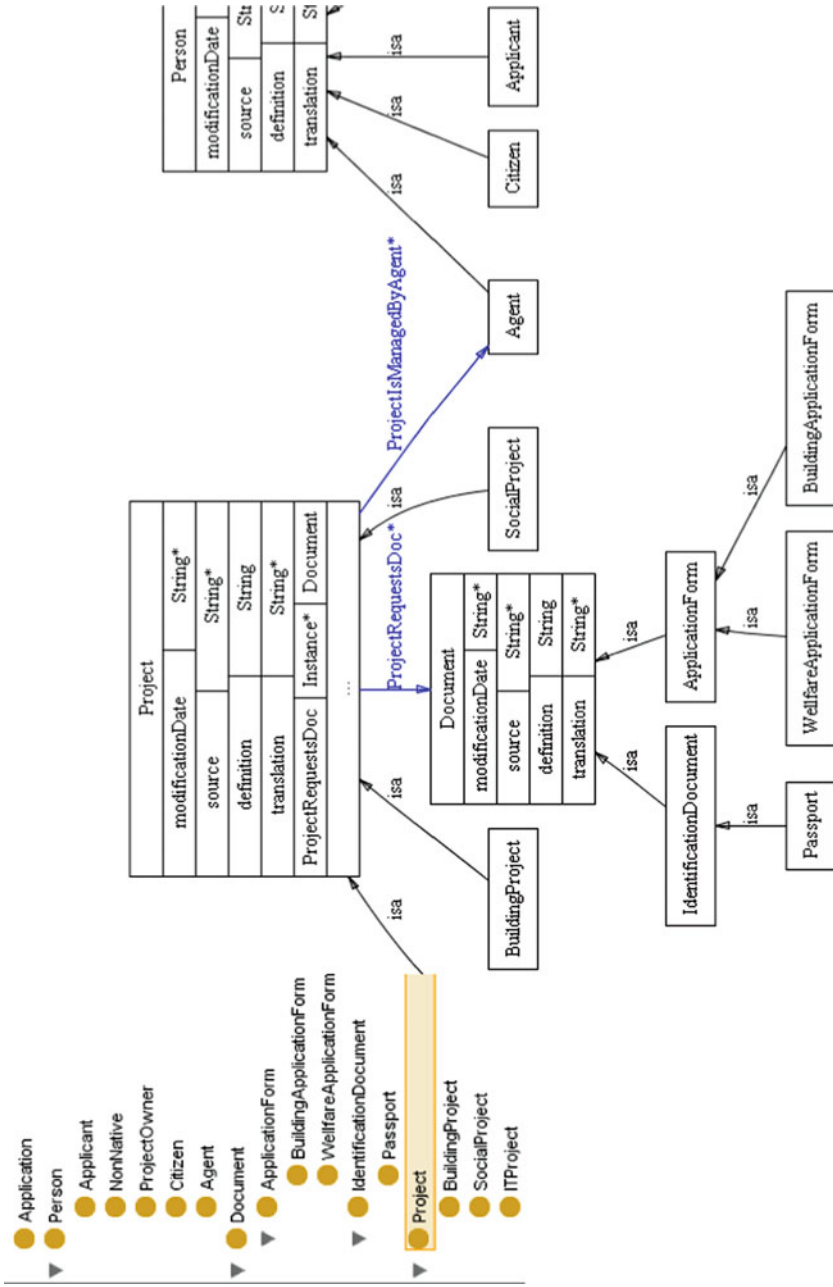 Application
Person
Applicant
NonNative
ProjectOwner
Citizen
Agent
Document
ApplicationForm
BuildingApplicationForm
WellfareApplicationForm
IdentificationDocument
Passport
Project
BuildingProject
SocialProject
ITProject
Project
modificationDate String*
source String*
definition String
translation String*
ProjectRequestsDoc Instance* Document
...
Person
modificationDate
source
definition
translation
isa
isa
isa
isa
isa
isa
ProjectRequestsDoc*
ProjectIsManagedByAgent*
BuildingProject
SocialProject
Agent
Citizen
Applicant
Document
modificationDate String*
source String*
definition String
translation String*
isa
isa
IdentificationDocument
ApplicationForm
isa
isa
isa
Passport
WellfareApplicationForm
BuildingApplicationForm